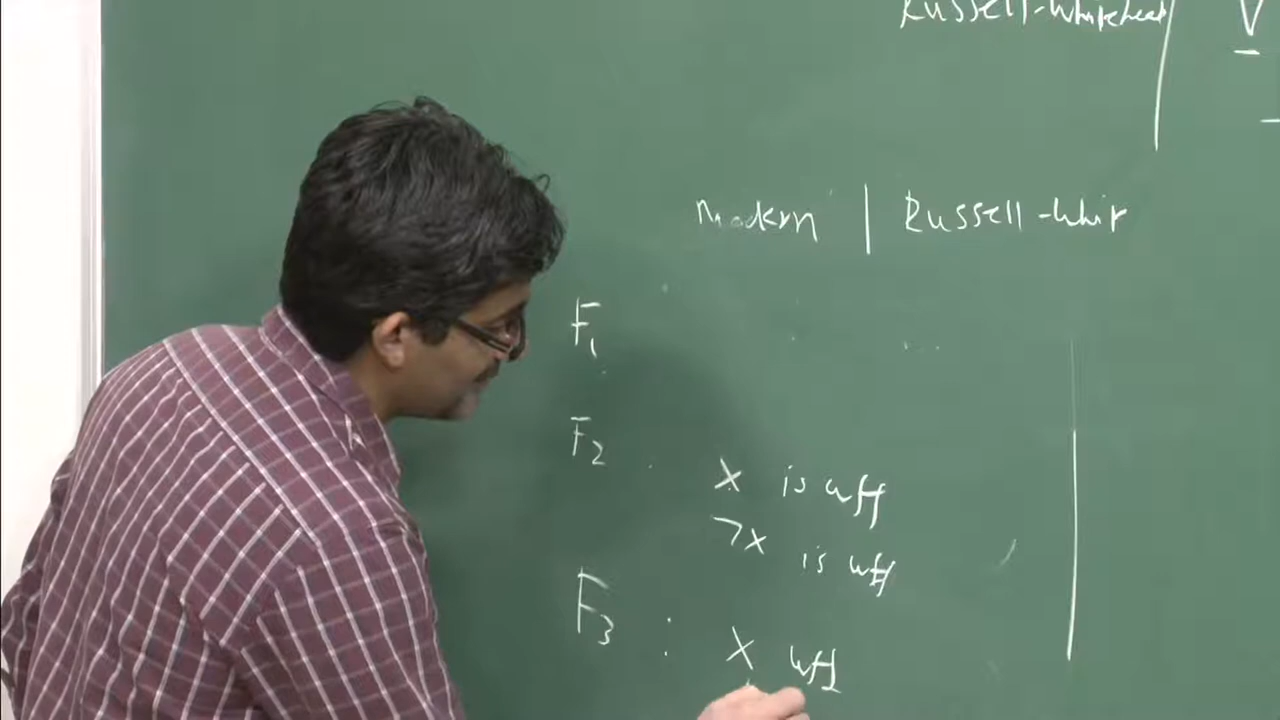 Russell-Whitehead | V
Modern | Russell-Whit
F1
F2 . X is wff
¬X is wff
F3 : X wff